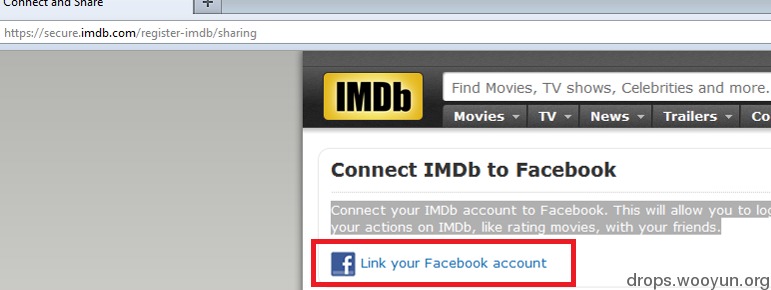 Connect and Share
https://secure.imdb.com/register-imdb/sharing
IMDb
Find Movies, TV shows, Celebrities and more.
Movies TV News Trailers Co
Connect IMDb to Facebook
Connect your IMDb account to Facebook. This will allow you to lo
your actions on IMDb, like rating movies, with your friends.
f Link your Facebook account
drops.wooyun.org